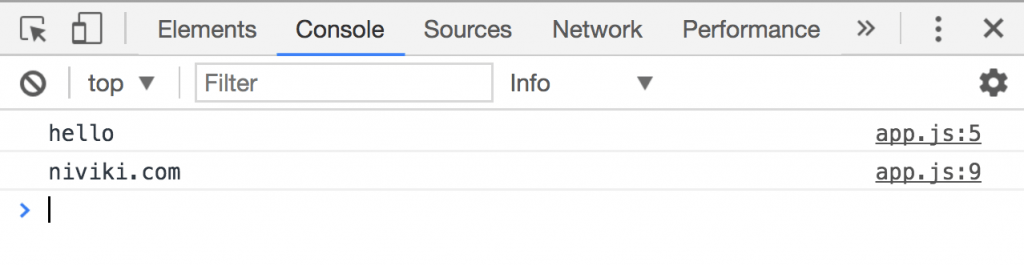 Elements Console Sources Network Performance »
top ▼ Filter Info ▼
hello app.js:5
niviki.com app.js:9
>